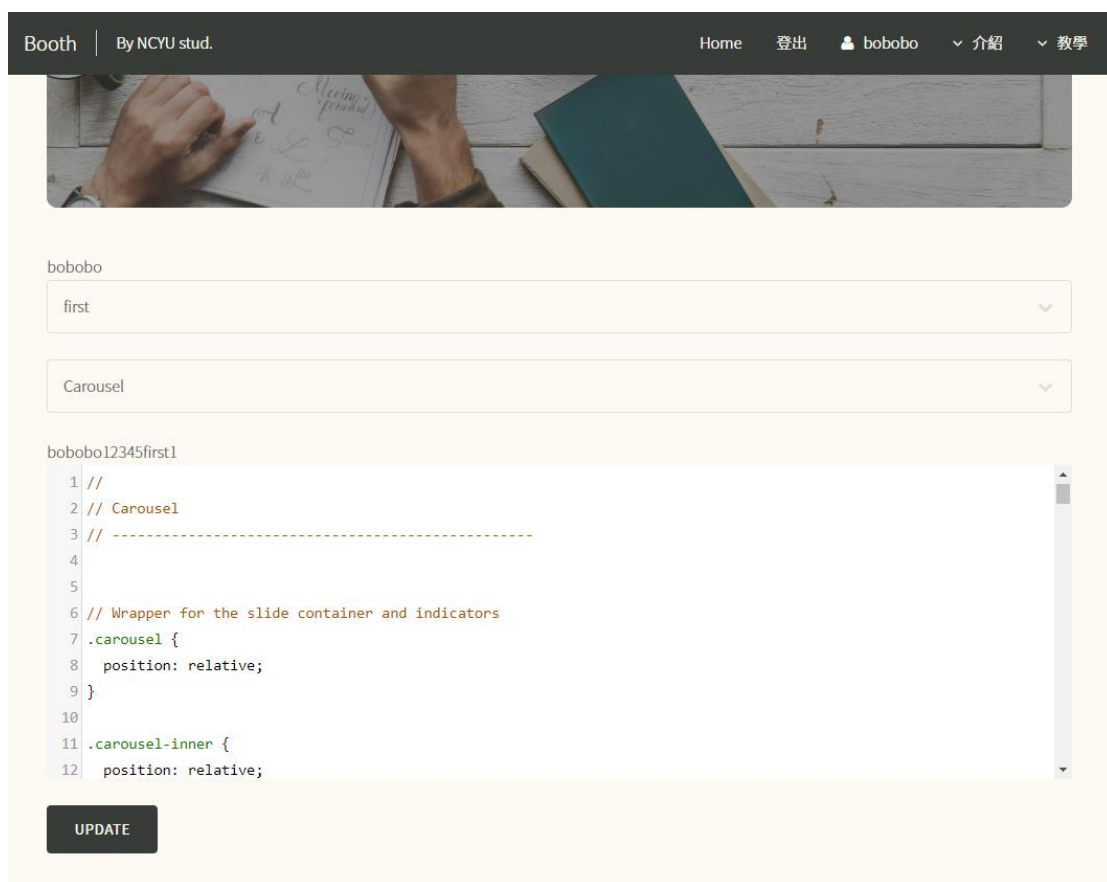 Booth By NCYU stud. Home 登出 bobobo 介紹 教學
Moving
forward
bobobo
first
Carousel
bobobo12345first1
1 //
2 // Carousel
3 // --------------------------------------------------
4
5
6 // Wrapper for the slide container and indicators
7 .carousel {
8 position: relative;
9 }
10
11 .carousel-inner {
12 position: relative;
UPDATE